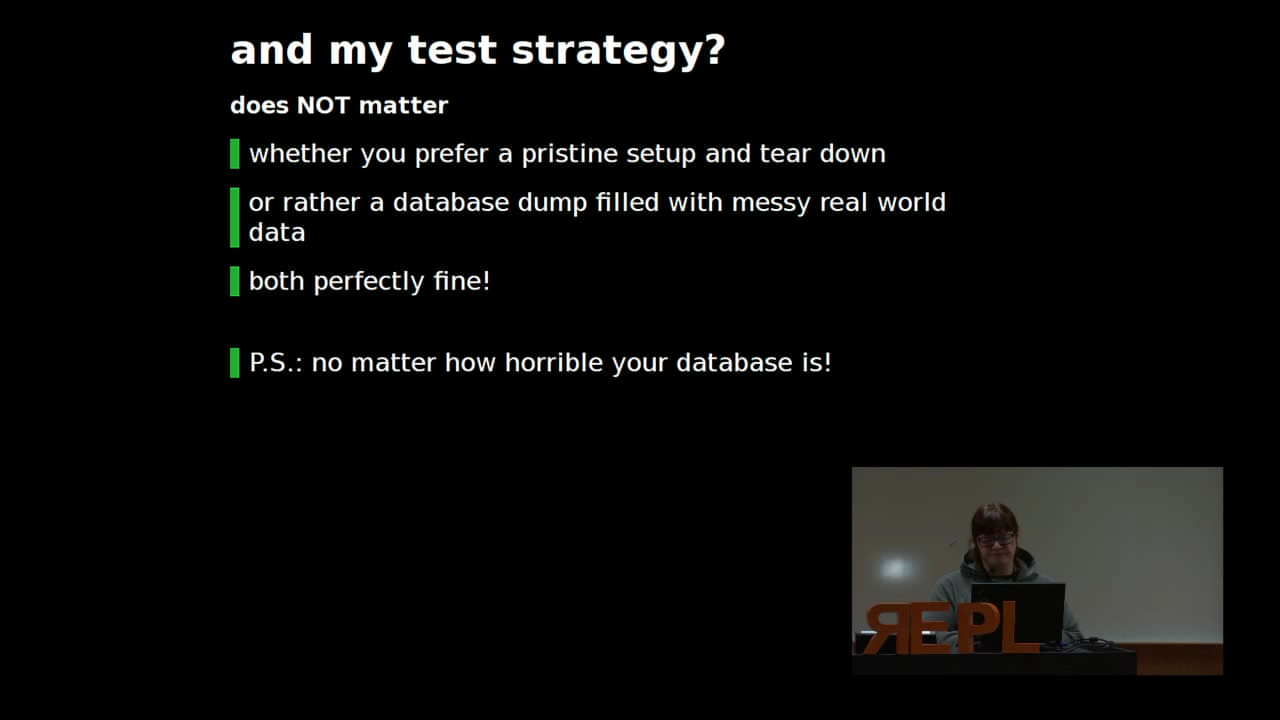 and my test strategy?
does NOT matter
whether you prefer a pristine setup and tear down
or rather a database dump filled with messy real world
data
both perfectly fine!
P.S.: no matter how horrible your database is!
ЯEPL